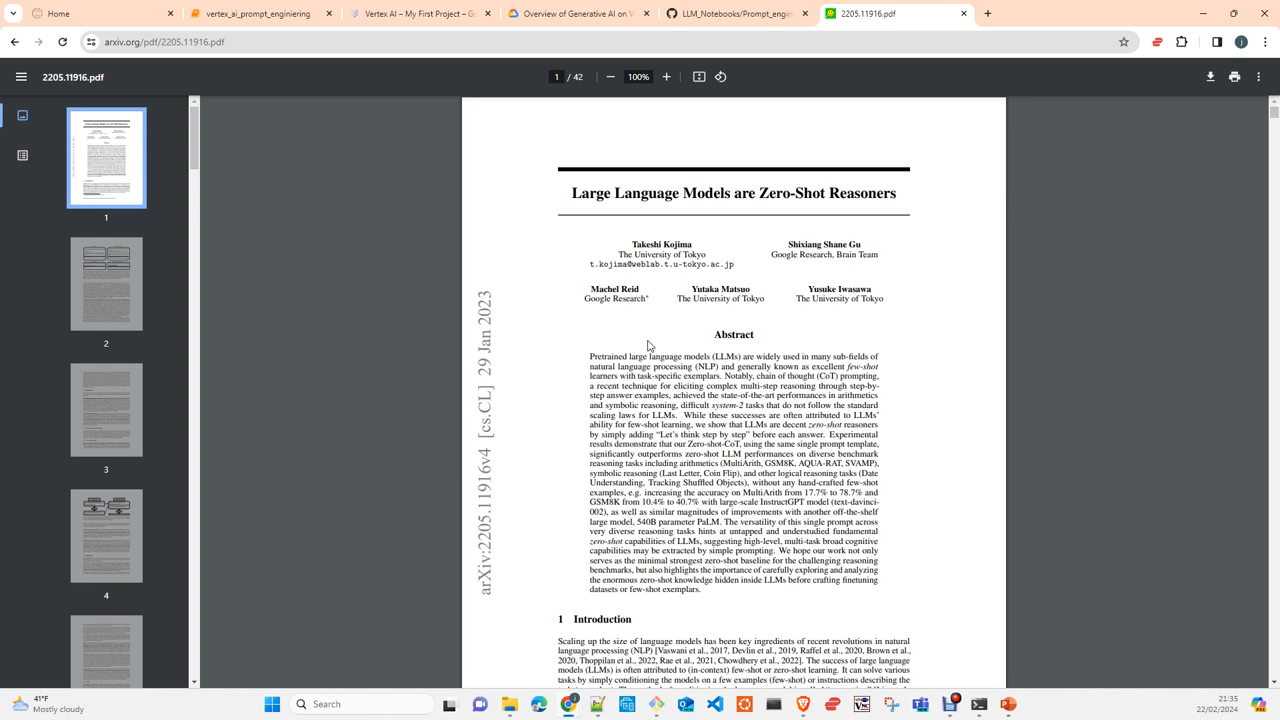 Home
vertex_ai_prompt_enginiering
Vertex AI – My First Project – G
Overview of Generative AI on V
LLM_Notebooks/Prompt_engin
2205.11916.pdf
arxiv.org/pdf/2205.11916.pdf
2205.11916.pdf
1 / 42
100%
1
2
3
4
Large Language Models are Zero-Shot Reasoners
Takeshi Kojima
The University of Tokyo
t.kojima@weblab.t.u-tokyo.ac.jp
Shixiang Shane Gu
Google Research, Brain Team
Machel Reid
Google Research*
Yutaka Matsuo
The University of Tokyo
Yusuke Iwasawa
The University of Tokyo
arXiv:2205.11916v4 [cs.CL] 29 Jan 2023
Abstract
Pretrained large language models (LLMs) are widely used in many sub-fields of
natural language processing (NLP) and generally known as excellent few-shot
learners with task-specific exemplars. Notably, chain of thought (CoT) prompting,
a recent technique for eliciting complex multi-step reasoning through step-by-
step answer examples, achieved the state-of-the-art performances in arithmetics
and symbolic reasoning, difficult system-2 tasks that do not follow the standard
scaling laws for LLMs. While these successes are often attributed to LLMs'
ability for few-shot learning, we show that LLMs are decent zero-shot reasoners
by simply adding “Let's think step by step” before each answer. Experimental
results demonstrate that our Zero-shot-CoT, using the same single prompt template,
significantly outperforms zero-shot LLM performances on diverse benchmark
reasoning tasks including arithmetics (MultiArith, GSM8K, AQUA-RAT, SVAMP),
symbolic reasoning (Last Letter, Coin Flip), and other logical reasoning tasks (Date
Understanding, Tracking Shuffled Objects), without any hand-crafted few-shot
examples, e.g. increasing the accuracy on MultiArith from 17.7% to 78.7% and
GSM8K from 10.4% to 40.7% with large-scale InstructGPT model (text-davinci-
002), as well as similar magnitudes of improvements with another off-the-shelf
large model, 540B parameter PaLM. The versatility of this single prompt across
very diverse reasoning tasks hints at untapped and understudied fundamental
zero-shot capabilities of LLMs, suggesting high-level, multi-task broad cognitive
capabilities may be extracted by simple prompting. We hope our work not only
serves as the minimal strongest zero-shot baseline for the challenging reasoning
benchmarks, but also highlights the importance of carefully exploring and analyzing
the enormous zero-shot knowledge hidden inside LLMs before crafting finetuning
datasets or few-shot exemplars.
1 Introduction
Scaling up the size of language models has been key ingredients of recent revolutions in natural
language processing (NLP) [Vaswani et al., 2017, Devlin et al., 2019, Raffel et al., 2020, Brown et al.,
2020, Thoppilan et al., 2022, Rae et al., 2021, Chowdhery et al., 2022]. The success of large language
models (LLMs) is often attributed to (in-context) few-shot or zero-shot learning. It can solve various
tasks by simply conditioning the models on a few examples (few-shot) or instructions describing the
41°F
Mostly cloudy
Search
21:35
22/02/2024